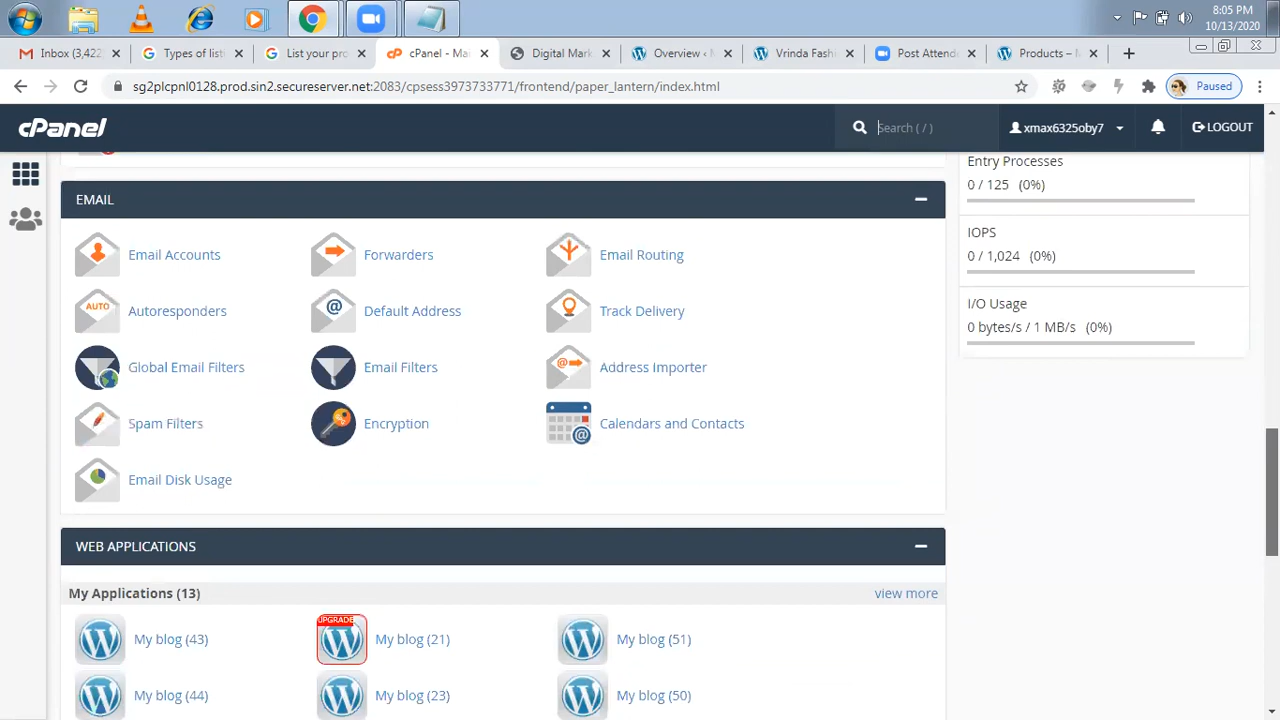 8:05 PM
10/13/2020
Inbox (3,422
Types of list
List your pro
cPanel - Mai
Digital Mark
Overview ‹
Vrinda Fash
Post Attend
Products –
sg2plcpnl0128.prod.sin2.secureserver.net:2083/cpsess3973733771/frontend/paper_lantern/index.html
Paused
cPanel
Search ( / )
xmax6325oby7
LOGOUT
EMAIL
Email Accounts
Forwarders
Email Routing
AUTO
Autoresponders
Default Address
Track Delivery
Global Email Filters
Email Filters
Address Importer
Spam Filters
Encryption
Calendars and Contacts
Email Disk Usage
Entry Processes
0 / 125 (0%)
IOPS
0 / 1,024 (0%)
I/O Usage
0 bytes/s / 1 MB/s (0%)
WEB APPLICATIONS
My Applications (13)
view more
My blog (43)
UPGRADE
My blog (21)
My blog (51)
My blog (44)
My blog (23)
My blog (50)